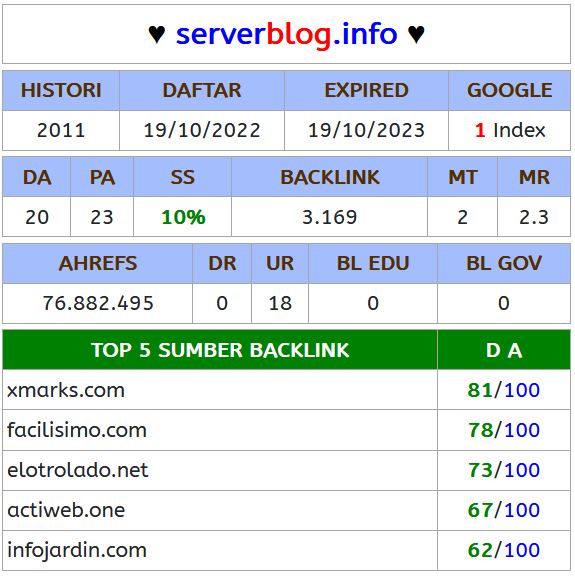 ♥ serverblog.info ♥
HISTORI DAFTAR EXPIRED GOOGLE
2011 19/10/2022 19/10/2023 1 Index
DA PA SS BACKLINK MT MR
20 23 10% 3.169 2 2.3
AHREFS DR UR BL EDU BL GOV
76.882.495 0 18 0 0
TOP 5 SUMBER BACKLINK D A
xmarks.com 81/100
facilisimo.com 78/100
elotrolado.net 73/100
actiweb.one 67/100
infojardin.com 62/100